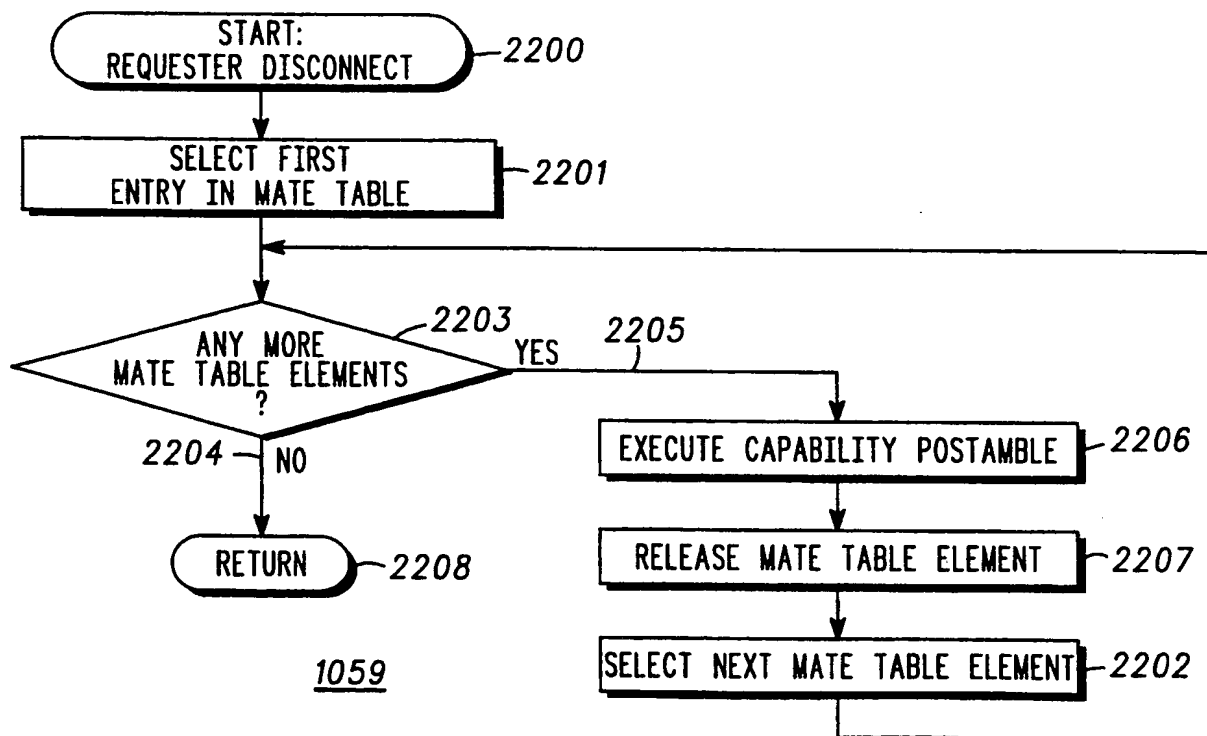 START:
REQUESTER DISCONNECT
2200
SELECT FIRST
ENTRY IN MATE TABLE
2201
ANY MORE
MATE TABLE ELEMENTS
?
2203
YES
2205
2204
NO
EXECUTE CAPABILITY POSTAMBLE
2206
RETURN
2208
RELEASE MATE TABLE ELEMENT
2207
SELECT NEXT MATE TABLE ELEMENT
2202
1059